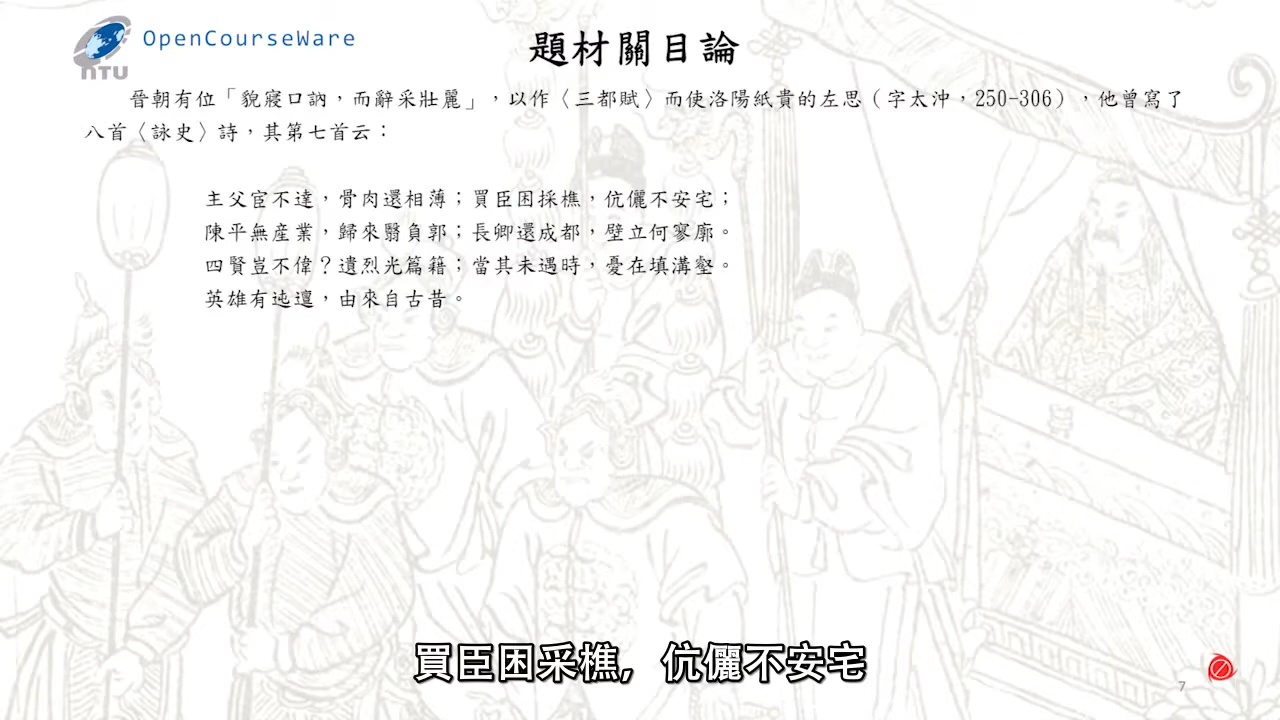 OpenCourseWare
NTU
題材關目論
晉朝有位「貌寢口訥，而辭采壯麗」，以作〈三都賦〉而使洛陽紙貴的左思（字太沖，250-306），他曾寫了
八首〈詠史〉詩，其第七首云：
主父宦不達，骨肉還相薄；買臣困採樵，伉儷不安宅；
陳平無產業，歸來翳負郭；長卿還成都，壁立何寥廓。
四賢豈不偉？遺烈光篇籍；當其未遇時，憂在填溝壑。
英雄有迍邅，由來自古昔。
買臣困采樵，伉儷不安宅
7